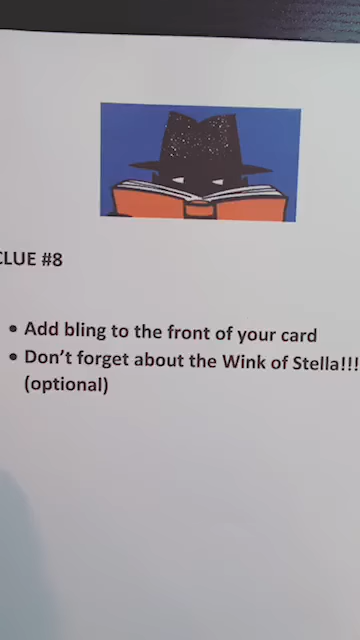 CLUE #8
• Add bling to the front of your card
• Don't forget about the Wink of Stella!!!
(optional)